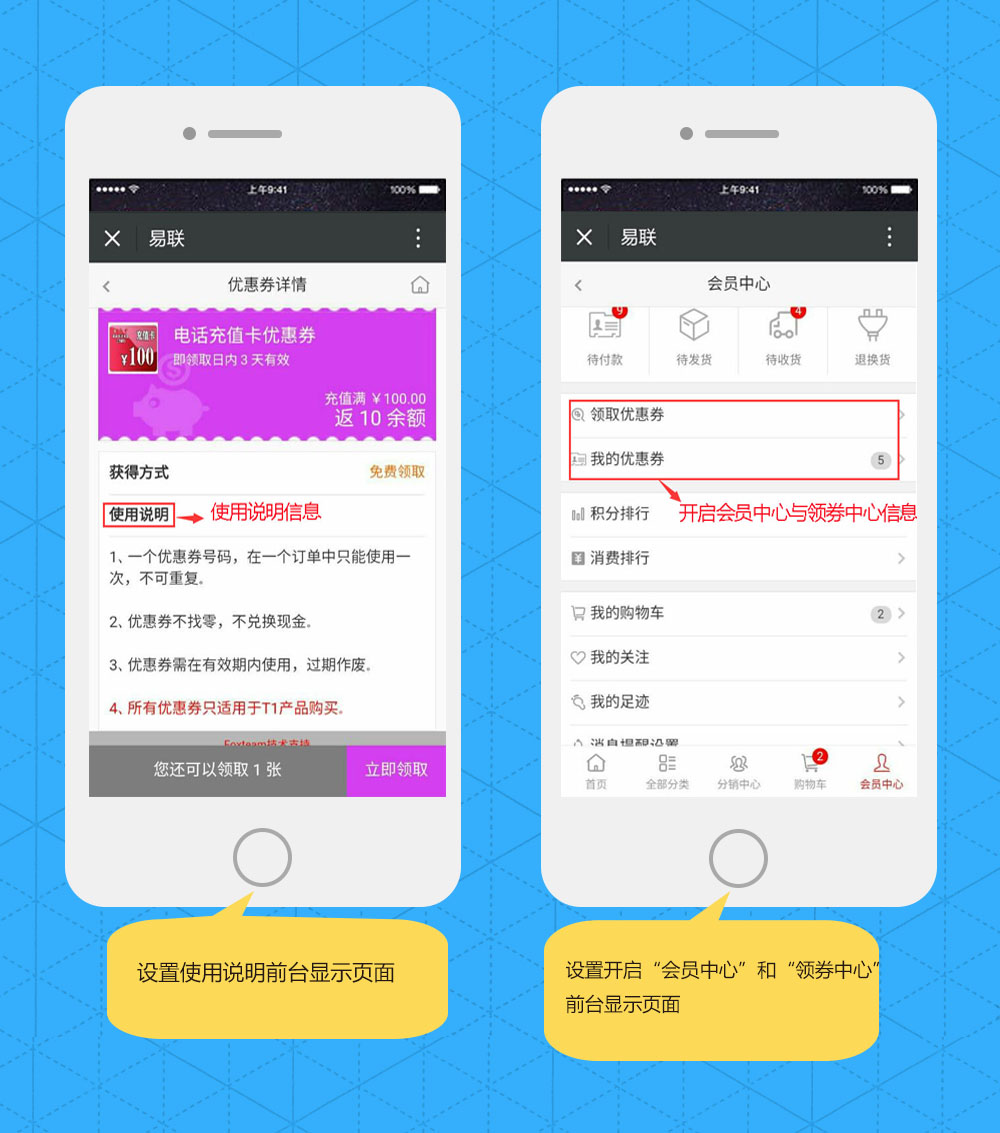 上午9:41
100%
易联
优惠券详情
充值卡
¥100
电话充值卡优惠券
即领取日内 3 天有效
充值满 ¥100.00
返 10 余额
获得方式
免费领取
使用说明
使用说明信息
1、一个优惠券号码，在一个订单中只能使用一
次，不可重复。
2、优惠券不找零，不兑换现金。
3、优惠券需在有效期内使用，过期作废。
4、所有优惠券只适用于T1产品购买。
Foxteam技术支持
您还可以领取 1 张
立即领取
设置使用说明前台显示页面
上午9:41
100%
易联
会员中心
9
4
待付款
待发货
待收货
退换货
领取优惠券
我的优惠券
5
积分排行
开启会员中心与领券中心信息
消费排行
我的购物车
2
我的关注
我的足迹
消息提醒设置
2
首页
全部分类
分销中心
购物车
会员中心
设置开启“会员中心”和“领券中心”
前台显示页面